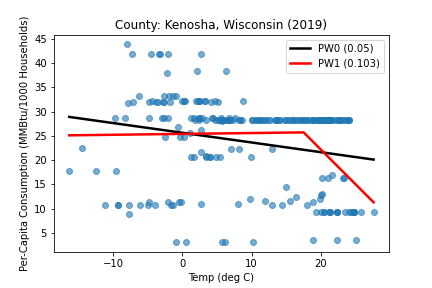 County: Kenosha, Wisconsin (2019)
Per-Capita Consumption (MMBtu/1000 Households)
45
40
35
30
25
20
15
10
5
PW0 (0.05)
PW1 (0.103)
−10
0
10
20
Temp (deg C)